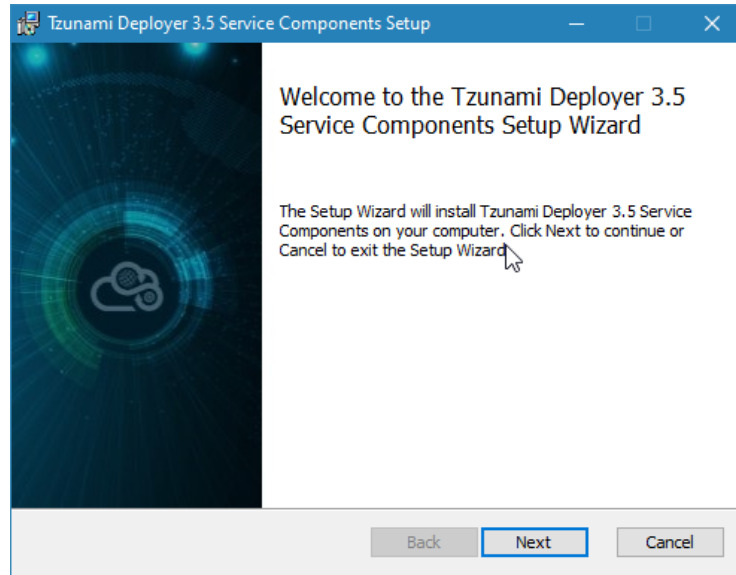 Tzunami Deployer 3.5 Service Components Setup
Welcome to the Tzunami Deployer 3.5
Service Components Setup Wizard
The Setup Wizard will install Tzunami Deployer 3.5 Service
Components on your computer. Click Next to continue or
Cancel to exit the Setup Wizard
Back
Next
Cancel